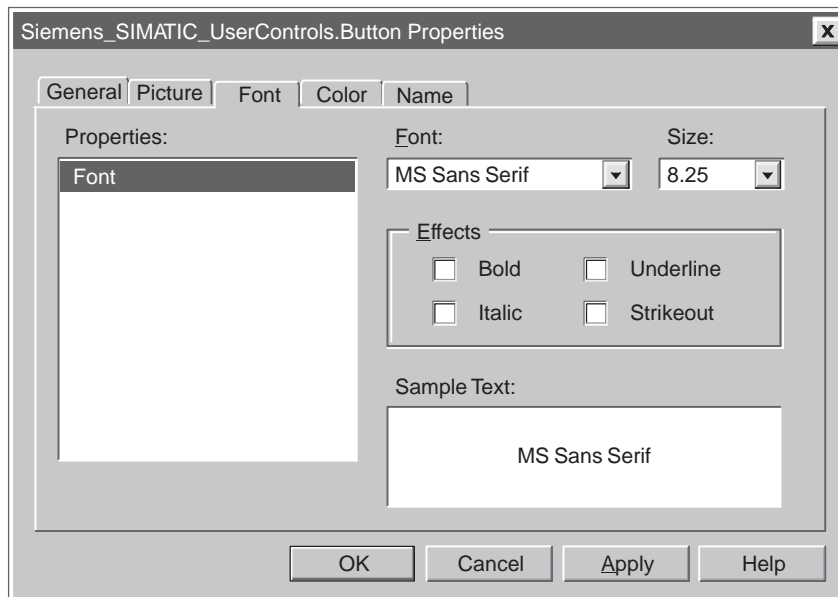 Siemens_SIMATIC_UserControls.Button Properties
General Picture Font Color Name
Properties:
Font
Font:
MS Sans Serif
Size:
8.25
Effects
Bold
Underline
Italic
Strikeout
Sample Text:
MS Sans Serif
OK Cancel Apply Help